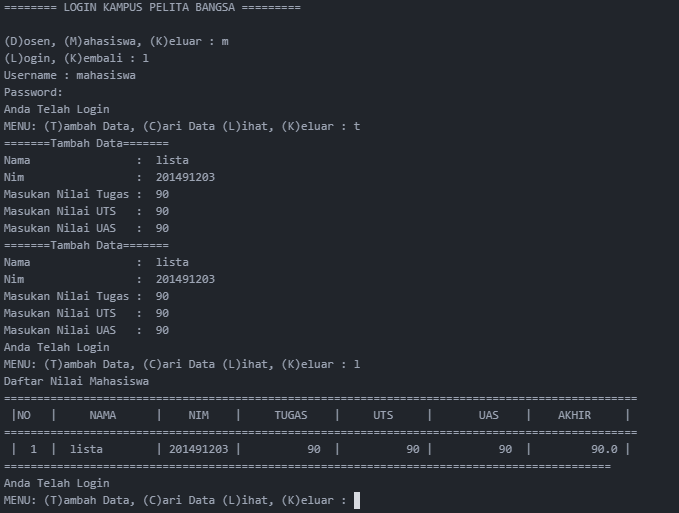 ======== LOGIN KAMPUS PELITA BANGSA =========
(D)osen, (M)ahasiswa, (K)eluar : m
(L)ogin, (K)embali : l
Username : mahasiswa
Password:
Anda Telah Login
MENU: (T)ambah Data, (C)ari Data (L)ihat, (K)eluar : t
=======Tambah Data=======
Nama                :  lista
Nim                 :  201491203
Masukan Nilai Tugas :  90
Masukan Nilai UTS   :  90
Masukan Nilai UAS   :  90
=======Tambah Data=======
Nama                :  lista
Nim                 :  201491203
Masukan Nilai Tugas :  90
Masukan Nilai UTS   :  90
Masukan Nilai UAS   :  90
Anda Telah Login
MENU: (T)ambah Data, (C)ari Data (L)ihat, (K)eluar : l
Daftar Nilai Mahasiswa
================================================================================================
 |NO   |     NAMA      |    NIM    |     TUGAS    |     UTS     |       UAS    |    AKHIR     |
================================================================================================
 |  1  |  lista        | 201491203 |          90  |          90 |          90  |         90.0 |
============================================================================================
Anda Telah Login
MENU: (T)ambah Data, (C)ari Data (L)ihat, (K)eluar :